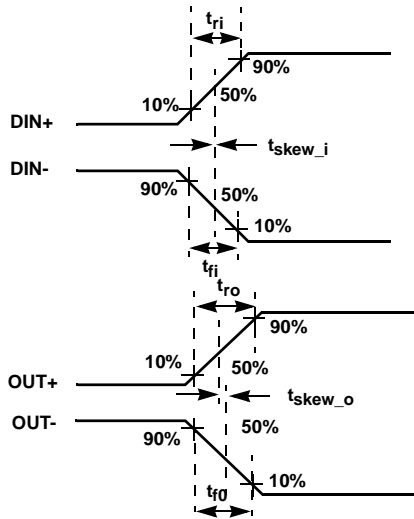 tri
90%
10%
50%
DIN+
tskew_i
DIN-
90%
50%
10%
tfi
tro
90%
10%
50%
OUT+
tskew_o
OUT-
90%
50%
10%
tf0